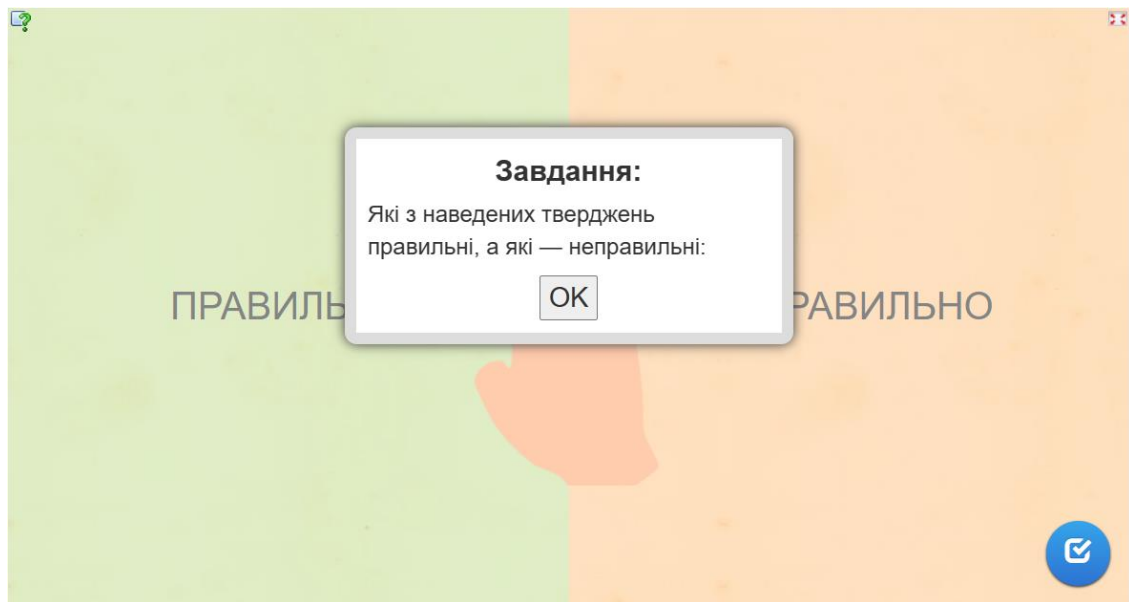 Завдання:
Які з наведених тверджень
правильні, а які — неправильні:
OK
ПРАВИЛЬ
РАВИЛЬНО